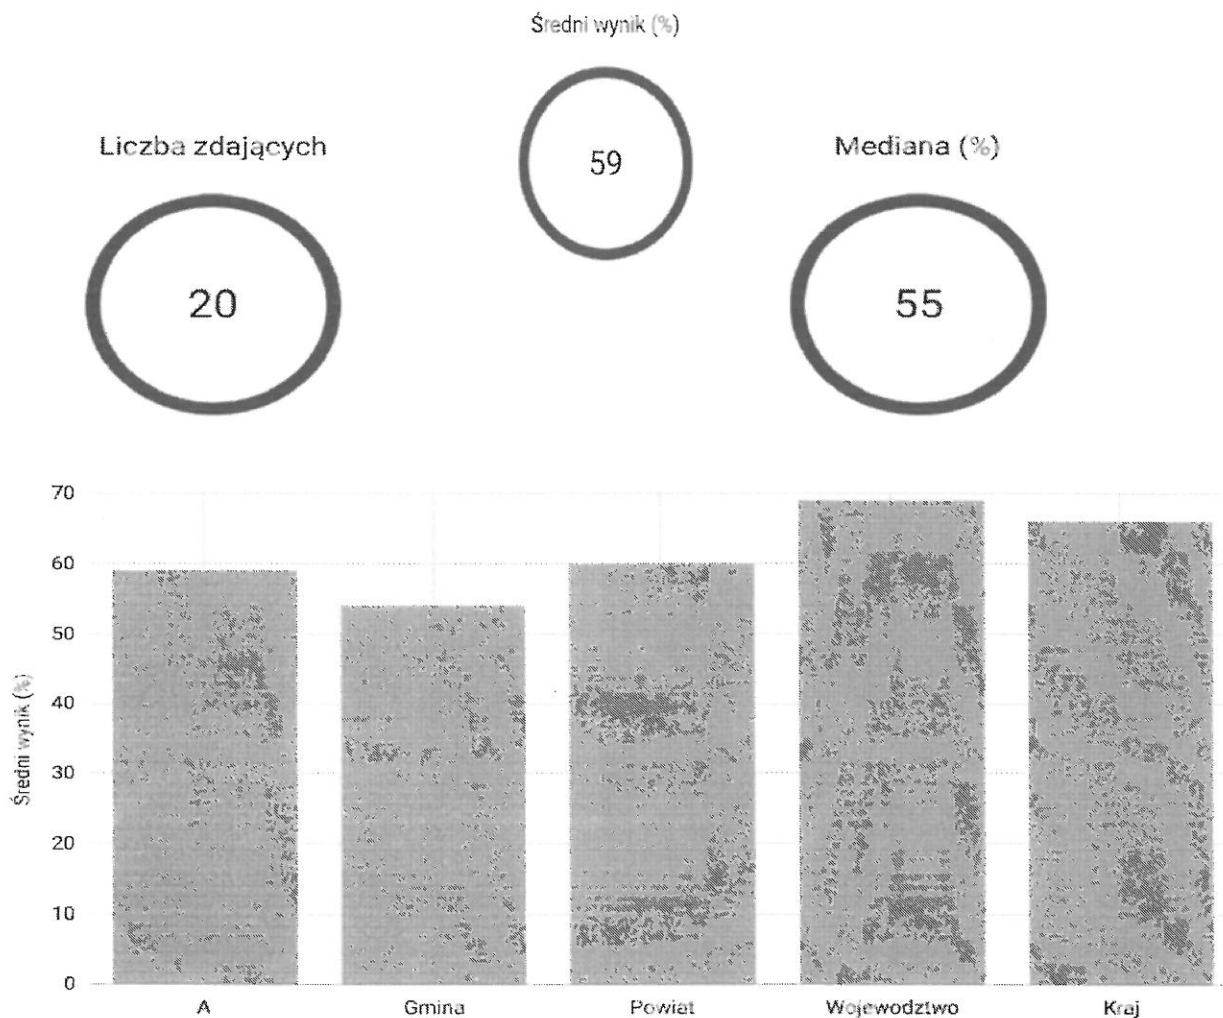 Średni wynik (%)
59
Liczba zdających
20
Mediana (%)
55
70
60
50
40
30
20
10
0
Średni wynik (%)
A
Gmina
Powiat
Wojewodztwo
Kraj